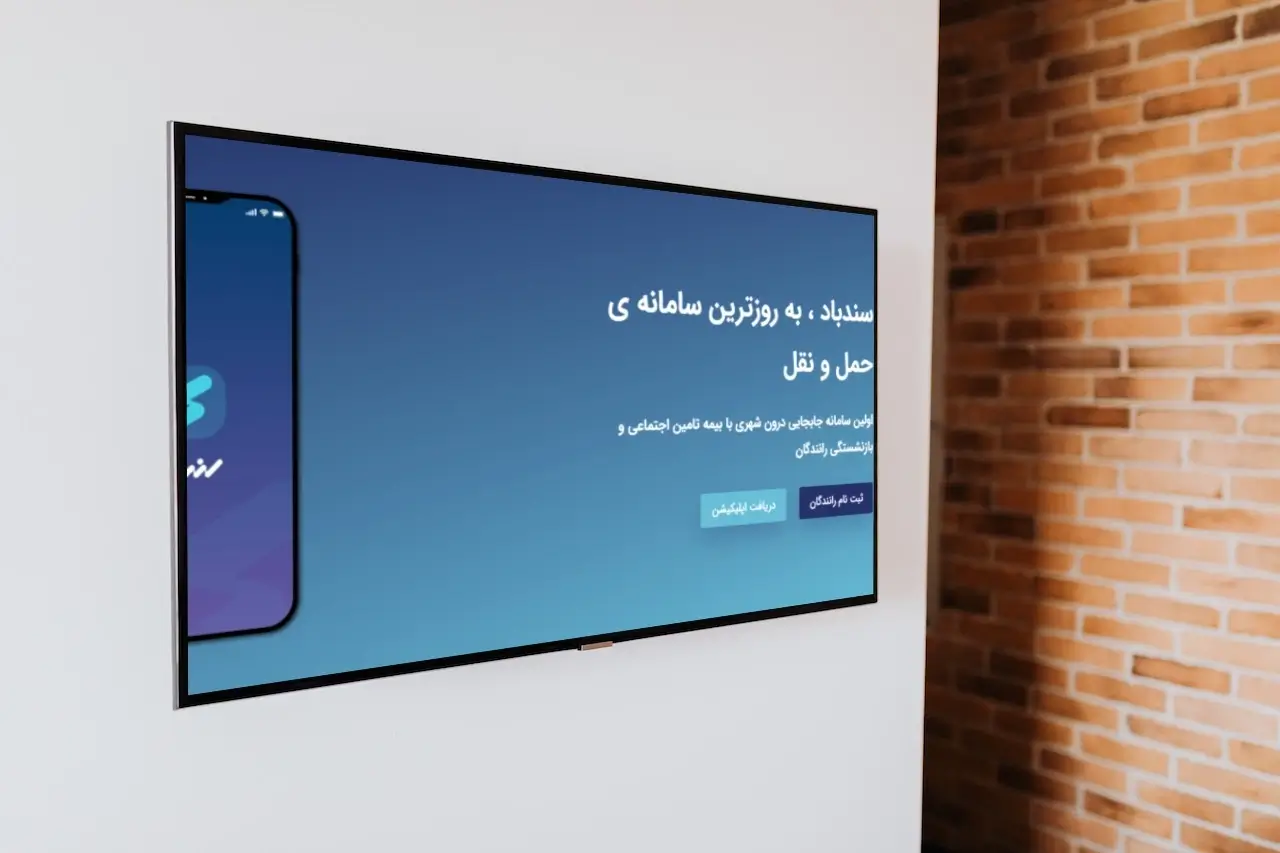 سندباد ، به روزترین سامانه ی
حمل و نقل
اولین سامانه جابجایی درون شهری با بیمه تامین اجتماعی و
بازنشستگی رانندگان
ثبت نام رانندگان
دریافت اپلیکیشن